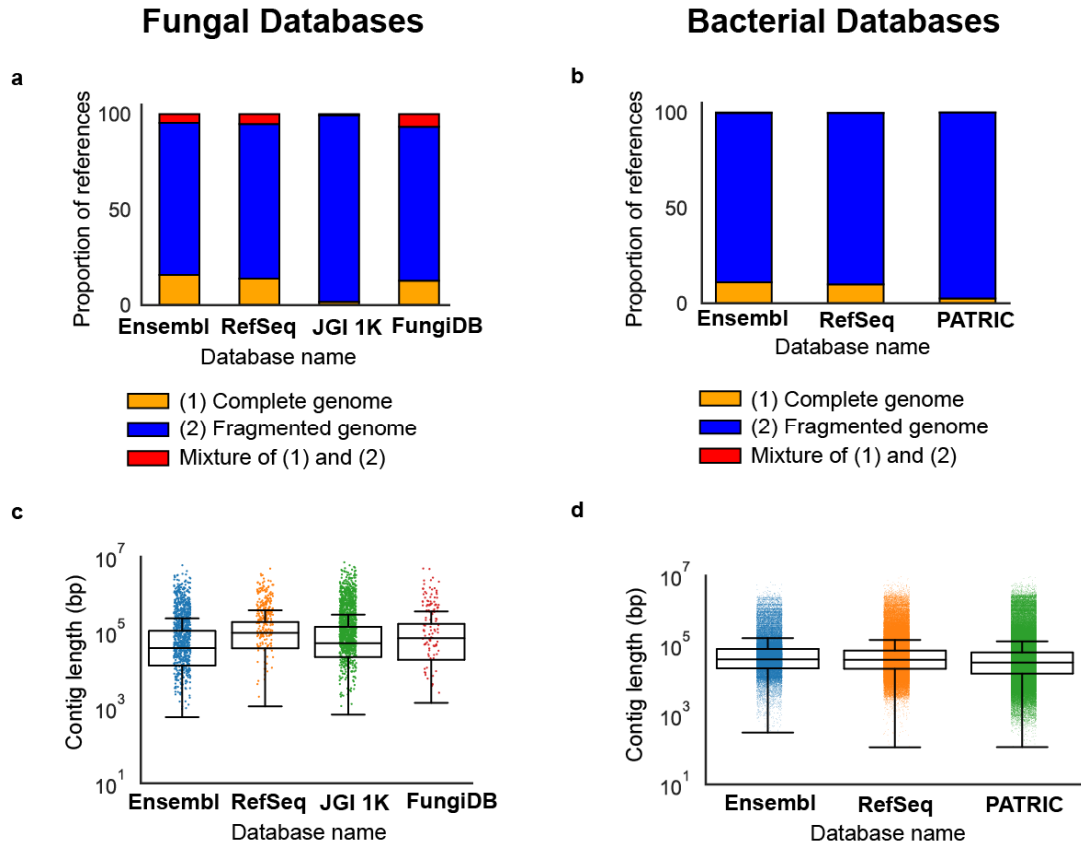 Fungal Databases
Bacterial Databases
a
Proportion of references
100
50
0
Ensembl RefSeq JGI 1K FungiDB
Database name
(1) Complete genome
(2) Fragmented genome
Mixture of (1) and (2)
b
Proportion of references
100
50
0
Ensembl RefSeq PATRIC
Database name
(1) Complete genome
(2) Fragmented genome
Mixture of (1) and (2)
c
Contig length (bp)
10^7
10^5
10^3
10^1
Ensembl RefSeq JGI 1K FungiDB
Database name
d
Contig length (bp)
10^7
10^5
10^3
10^1
Ensembl RefSeq PATRIC
Database name